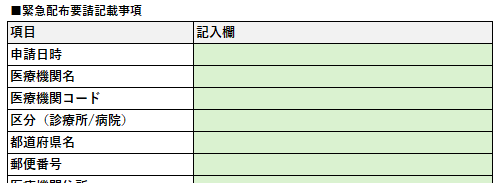 ■緊急配布要請記載事項
項目 記入欄
申請日時
医療機関名
医療機関コード
区分（診療所/病院）
都道府県名
郵便番号